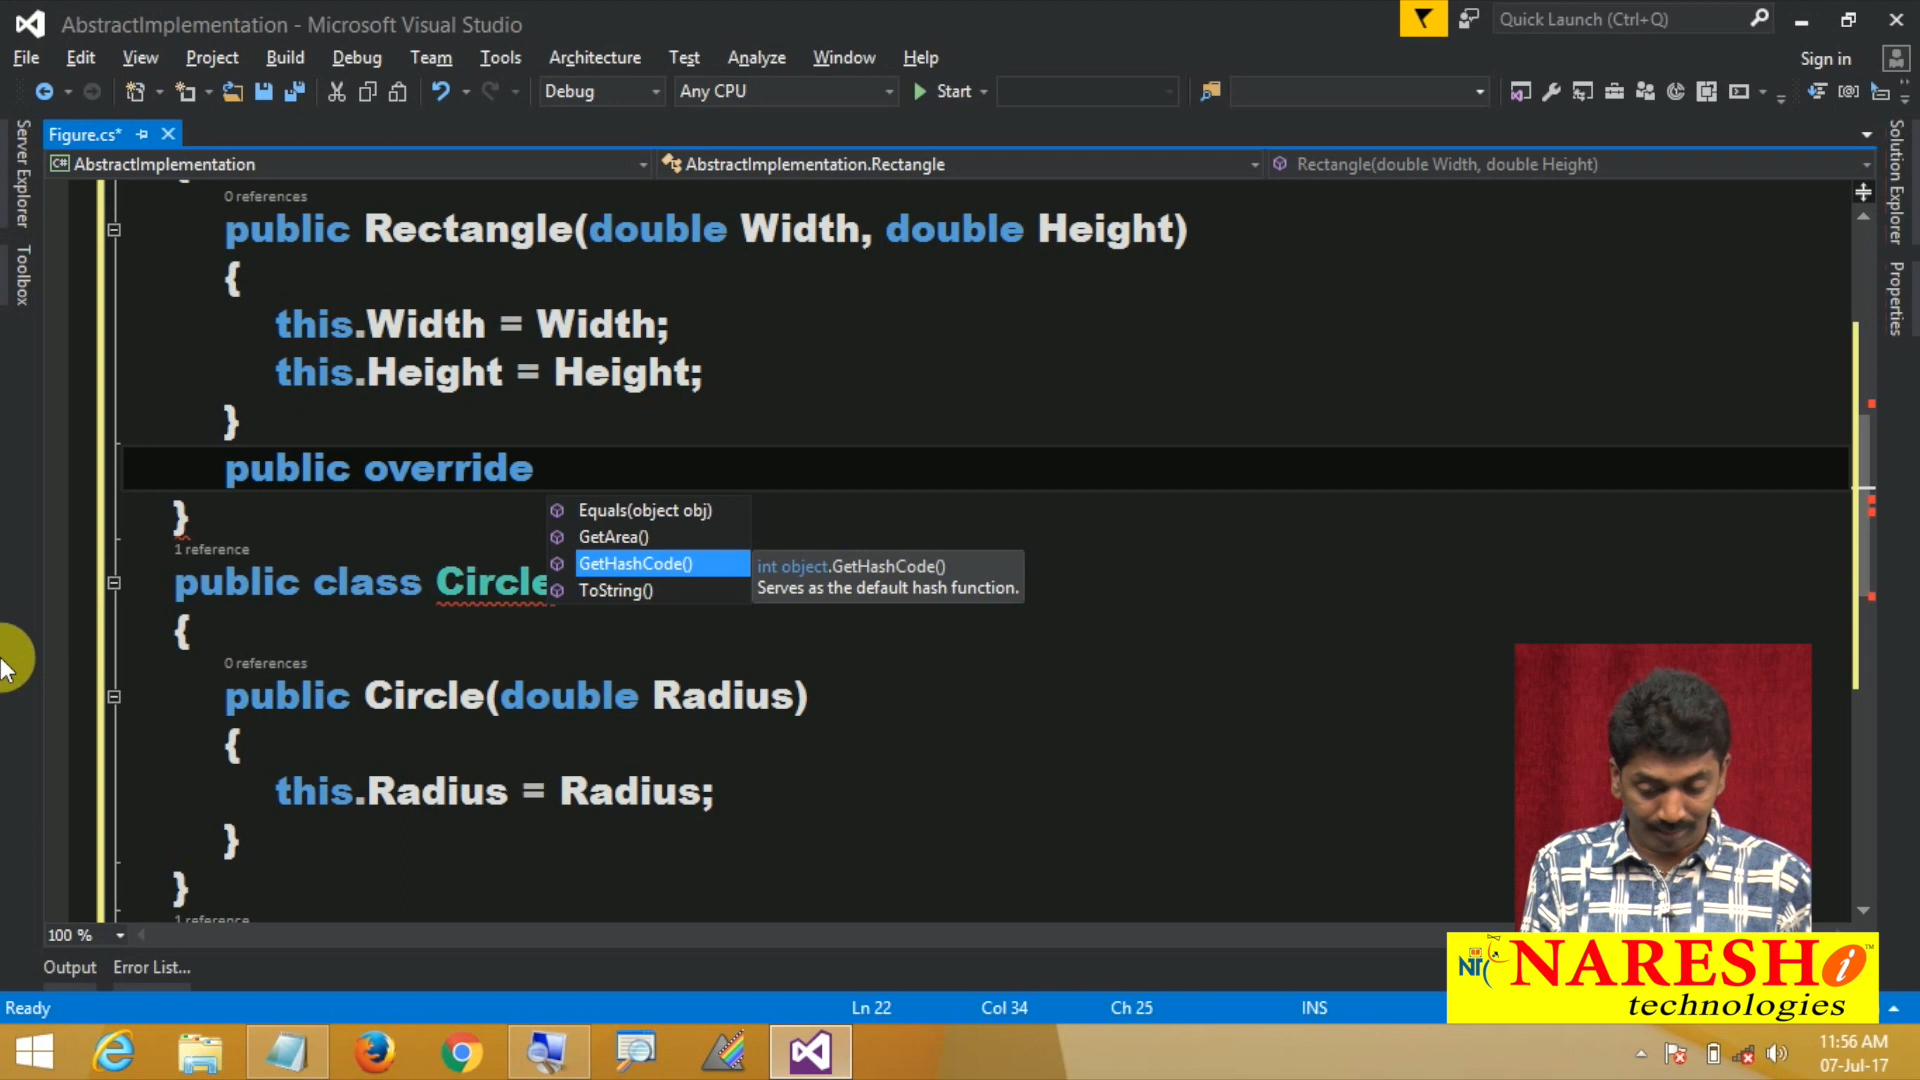 AbstractImplementation - Microsoft Visual Studio
Quick Launch (Ctrl+Q)
File Edit View Project Build Debug Team Tools Architecture Test Analyze Window Help
Sign in
Debug Any CPU Start
Figure.cs*
Server Explorer
Toolbox
Solution Explorer
Properties
C# AbstractImplementation AbstractImplementation.Rectangle Rectangle(double Width, double Height)
{
0 references
public Rectangle(double Width, double Height)
{
this.Width = Width;
this.Height = Height;
}
public override
}
Equals(object obj)
GetArea()
GetHashCode()
ToString()
int object.GetHashCode()
Serves as the default hash function.
1 reference
public class Circle
{
0 references
public Circle(double Radius)
{
this.Radius = Radius;
}
}
1 reference
100 %
Output Error List...
Ready Ln 22 Col 34 Ch 25 INS
NARESH i
technologies
11:56 AM
07-Jul-17